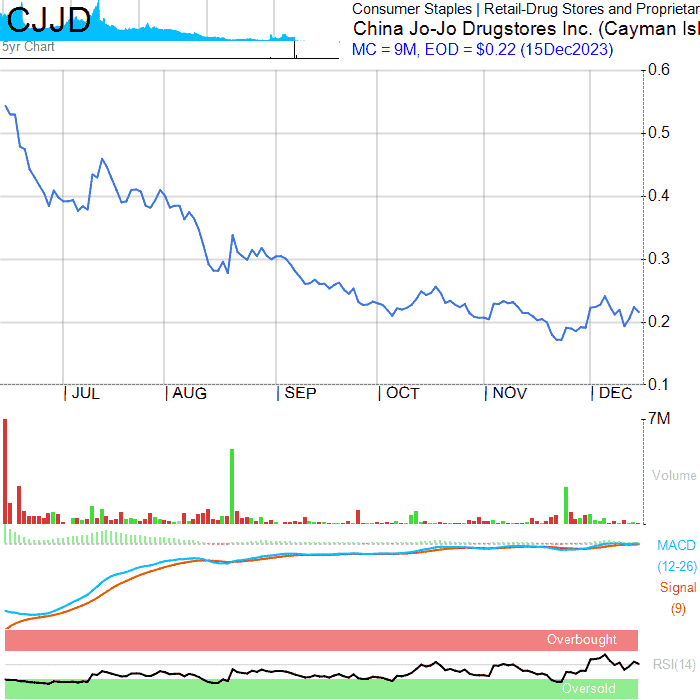 CJJD
5yr Chart
Consumer Staples | Retail-Drug Stores and Proprietar
China Jo-Jo Drugstores Inc. (Cayman Isl
MC = 9M, EOD = $0.22 (15Dec2023)
0.6
0.5
0.4
0.3
0.2
0.1
JUL AUG SEP OCT NOV DEC
7M
Volume
MACD
(12-26)
Signal
(9)
Overbought
RSI(14)
Oversold